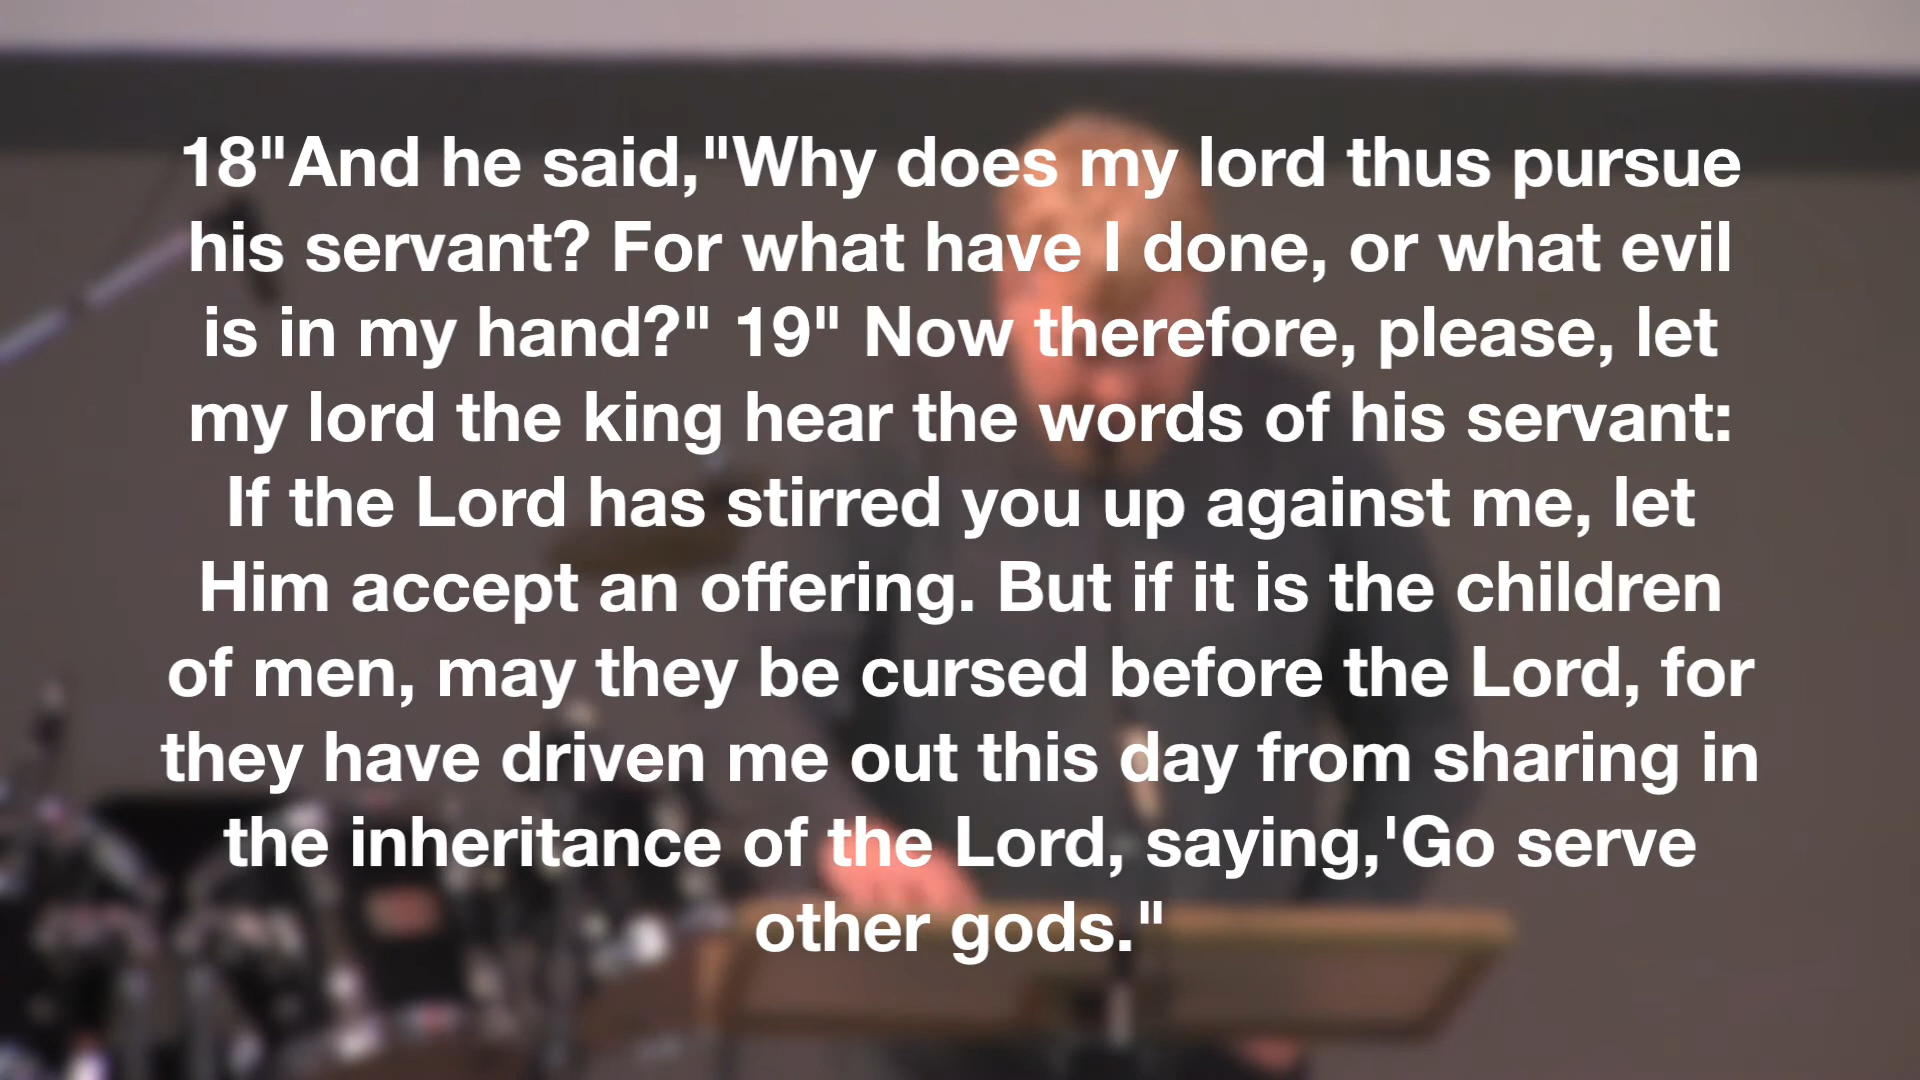 18"And he said,"Why does my lord thus pursue
his servant? For what have I done, or what evil
is in my hand?" 19" Now therefore, please, let
my lord the king hear the words of his servant:
If the Lord has stirred you up against me, let
Him accept an offering. But if it is the children
of men, may they be cursed before the Lord, for
they have driven me out this day from sharing in
the inheritance of the Lord, saying,'Go serve
other gods."